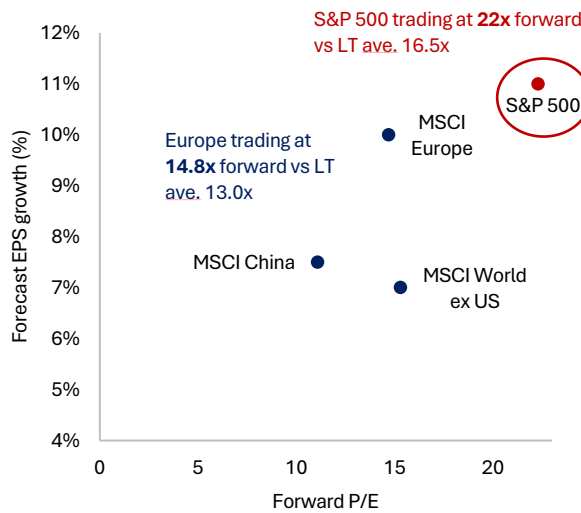 S&P 500 trading at 22x forward
vs LT ave. 16.5x
12%
11%
10%
9%
8%
7%
6%
5%
4%
Forecast EPS growth (%)
S&P 500
MSCI
Europe
Europe trading at
14.8x forward vs LT
ave. 13.0x
MSCI China
MSCI World
ex US
0
5
10
15
20
Forward P/E